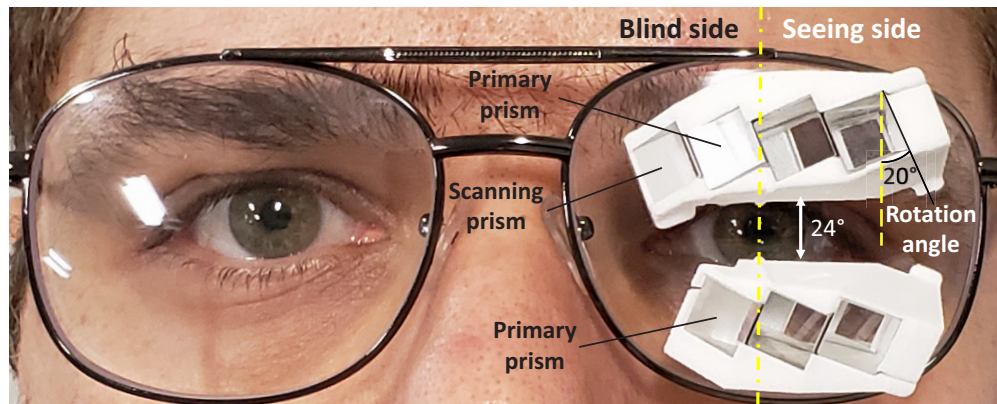 Blind side
Seeing side
Primary
prism
Scanning
prism
20°
Rotation
angle
24°
Primary
prism